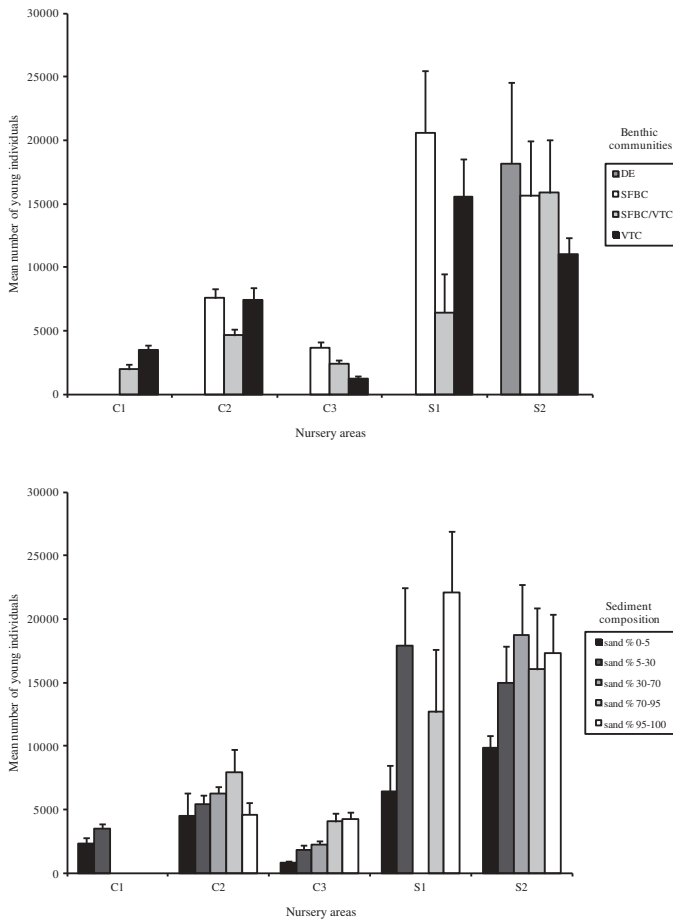 30000
25000
20000
15000
10000
5000
0
Mean number of young individuals
C1 C2 C3 S1 S2
Nursery areas
Benthic
communities
DE
SFBC
SFBC/VTC
VTC
30000
25000
20000
15000
10000
5000
0
Mean number of young individuals
C1 C2 C3 S1 S2
Nursery areas
Sediment
composition
sand % 0-5
sand % 5-30
sand % 30-70
sand % 70-95
sand % 95-100